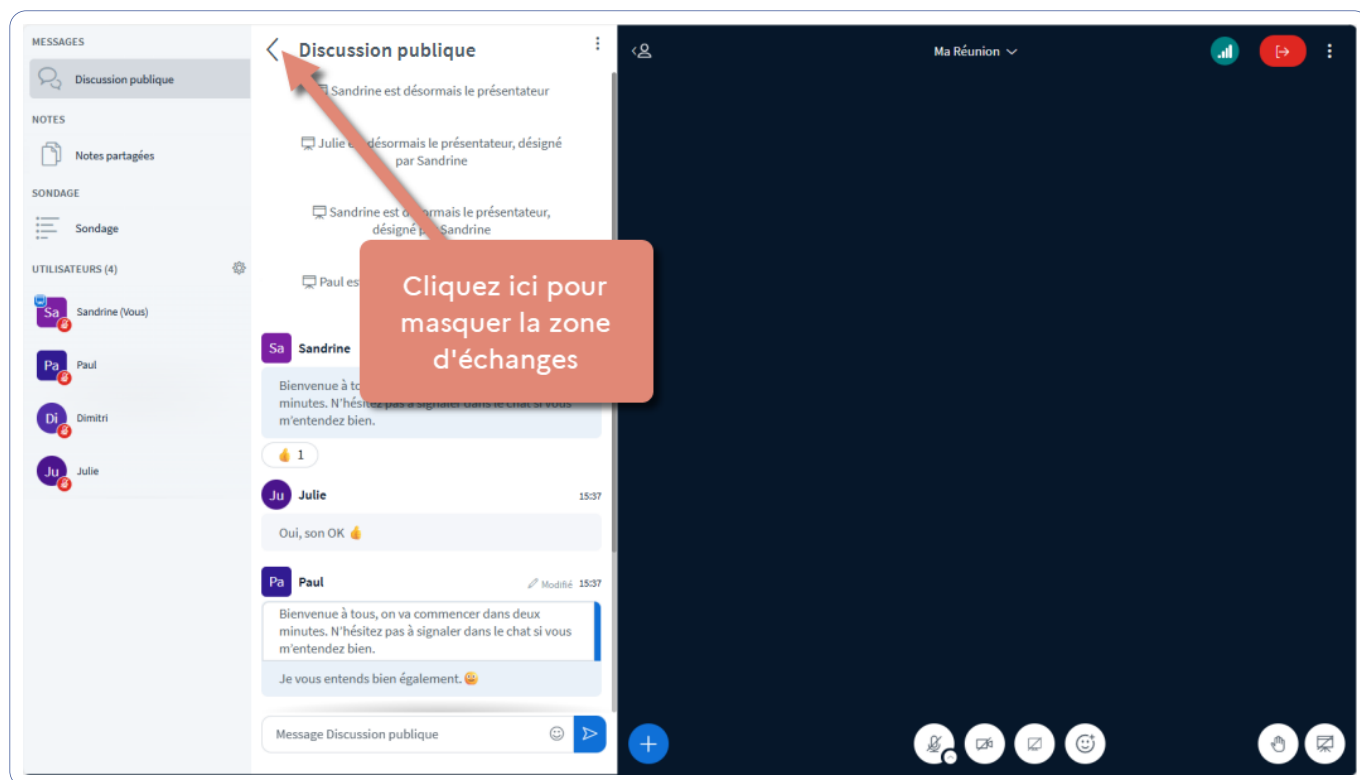 MESSAGES
Discussion publique
NOTES
Notes partagées
SONDAGE
Sondage
UTILISATEURS (4)
Sa
Sandrine (Vous)
Pa
Paul
Di
Dimitri
Ju
Julie
Discussion publique
Sandrine est désormais le présentateur
Julie désormais le présentateur, désigné
par Sandrine
Sandrine est le présentateur,
désigné Sandrine
Paul
Cliquez ici pour
masquer la zone
d'échanges
Sa
Sandrine
Bienvenue à
minutes. N'hésitez pas à signaler dans le chat si vous
m'entendez bien.
👍 1
Ju
Julie
15:37
Oui, son OK 👍
Pa
Paul
Modifié 15:37
Bienvenue à tous, on va commencer dans deux
minutes. N'hésitez pas à signaler dans le chat si vous
m'entendez bien.
Je vous entends bien également.😀
Message Discussion publique
Ma Réunion